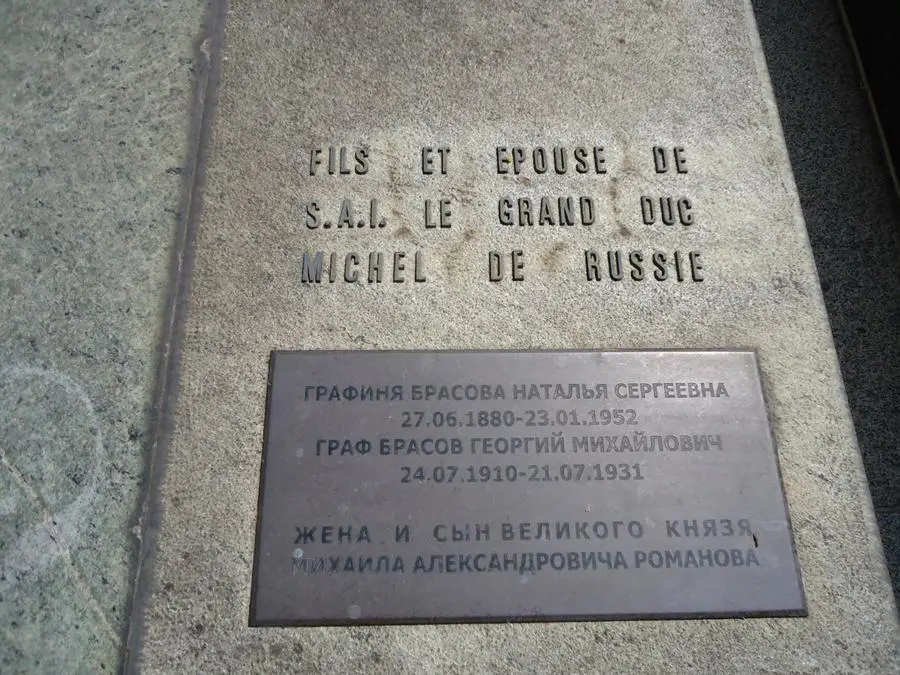 FILS ET EPOUSE DE
S.A.I. LE GRAND DUC
MICHEL DE RUSSIE
ГРАФИНЯ БРАСОВА НАТАЛЬЯ СЕРГЕЕВНА
27.06.1880-23.01.1952
ГРАФ БРАСОВ ГЕОРГИЙ МИХАЙЛОВИЧ
24.07.1910-21.07.1931
ЖЕНА И СЫН ВЕЛИКОГО КНЯЗЯ
МИХАИЛА АЛЕКСАНДРОВИЧА РОМАНОВА